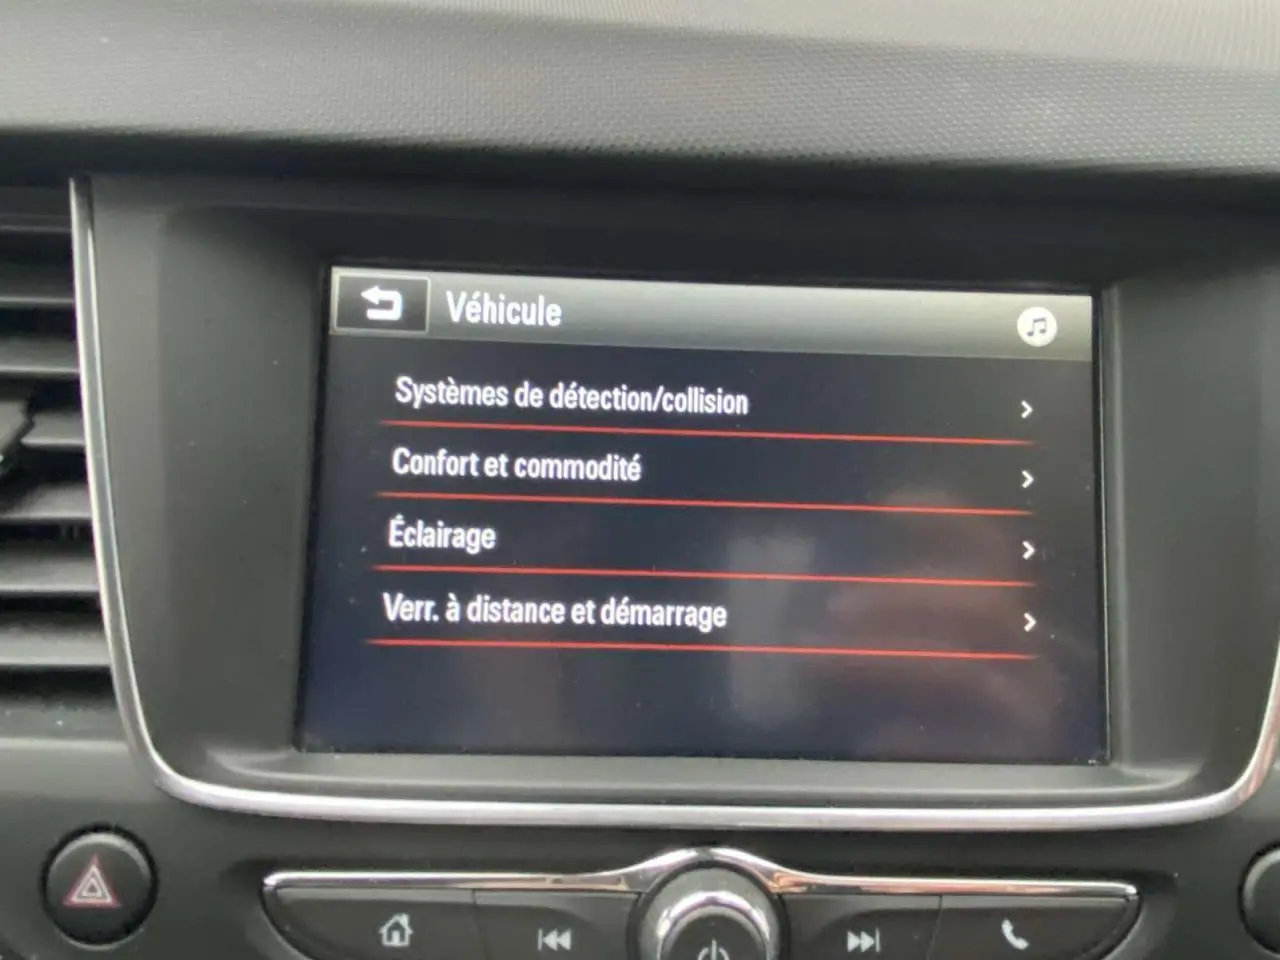 Véhicule
Systèmes de détection/collision
Confort et commodité
Éclairage
Verr. à distance et démarrage